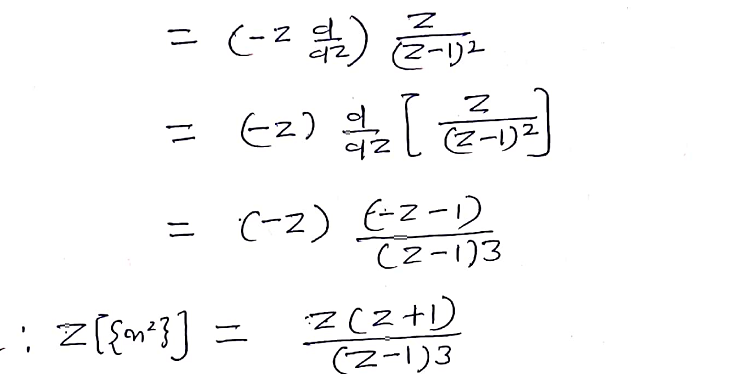 = (-z d/dz) z/(z-1)²
= (-z) d/dz [ z/(z-1)² ]
= (-z) (-z-1)/(z-1)3
∴ Z[{n²}] = z(z+1)/(z-1)3